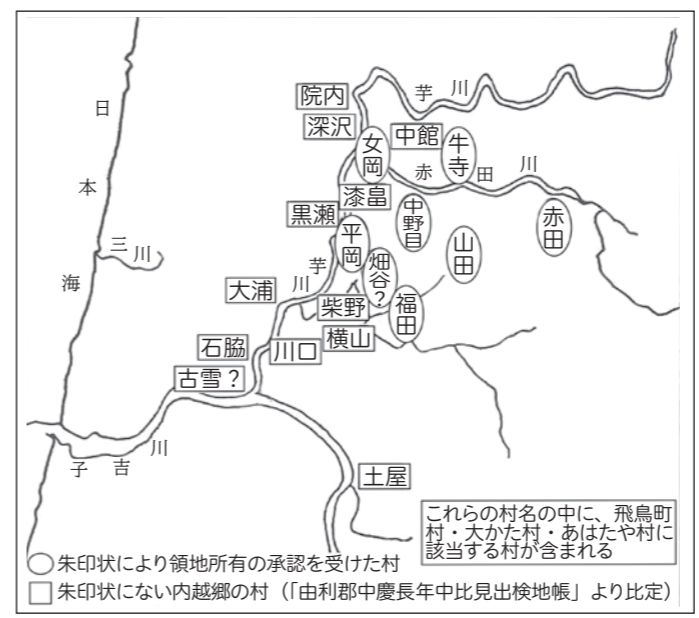 日本海
三川
芋川
院内
深沢
女岡
中館
牛寺
赤田川
漆畠
黒瀬
中野目
赤田
平岡
山田
芋川
畑谷？
大浦
柴野
福田
横山
石脇
川口
古雪？
子吉川
土屋
これらの村名の中に、飛鳥町
村・大かた村・あはたや村に
該当する村が含まれる
朱印状により領地所有の承認を受けた村
朱印状にない内越郷の村（「由利郡中慶長年中比見出検地帳」より比定）